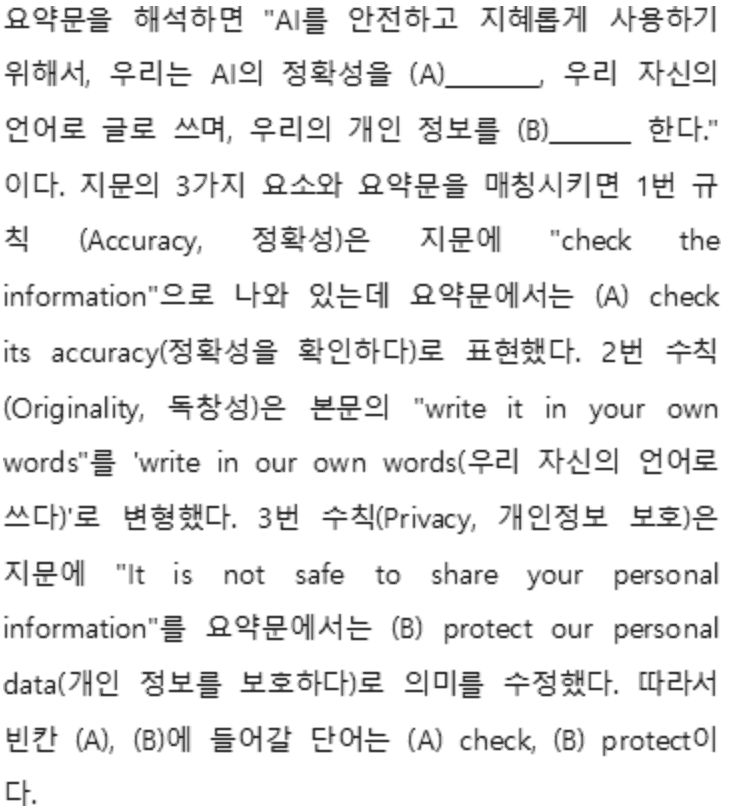 요약문을 해석하면 "AI를 안전하고 지혜롭게 사용하기
위해서, 우리는 AI의 정확성을 (A)_______, 우리 자신의
언어로 글로 쓰며, 우리의 개인 정보를 (B)______ 한다."
이다. 지문의 3가지 요소와 요약문을 매칭시키면 1번 규
칙 (Accuracy, 정확성)은 지문에 "check the
information"으로 나와 있는데 요약문에서는 (A) check
its accuracy(정확성을 확인하다)로 표현했다. 2번 수칙
(Originality, 독창성)은 본문의 "write it in your own
words"를 'write in our own words(우리 자신의 언어로
쓰다)'로 변형했다. 3번 수칙(Privacy, 개인정보 보호)은
지문에 "It is not safe to share your personal
information"를 요약문에서는 (B) protect our personal
data(개인 정보를 보호하다)로 의미를 수정했다. 따라서
빈칸 (A), (B)에 들어갈 단어는 (A) check, (B) protect이
다.